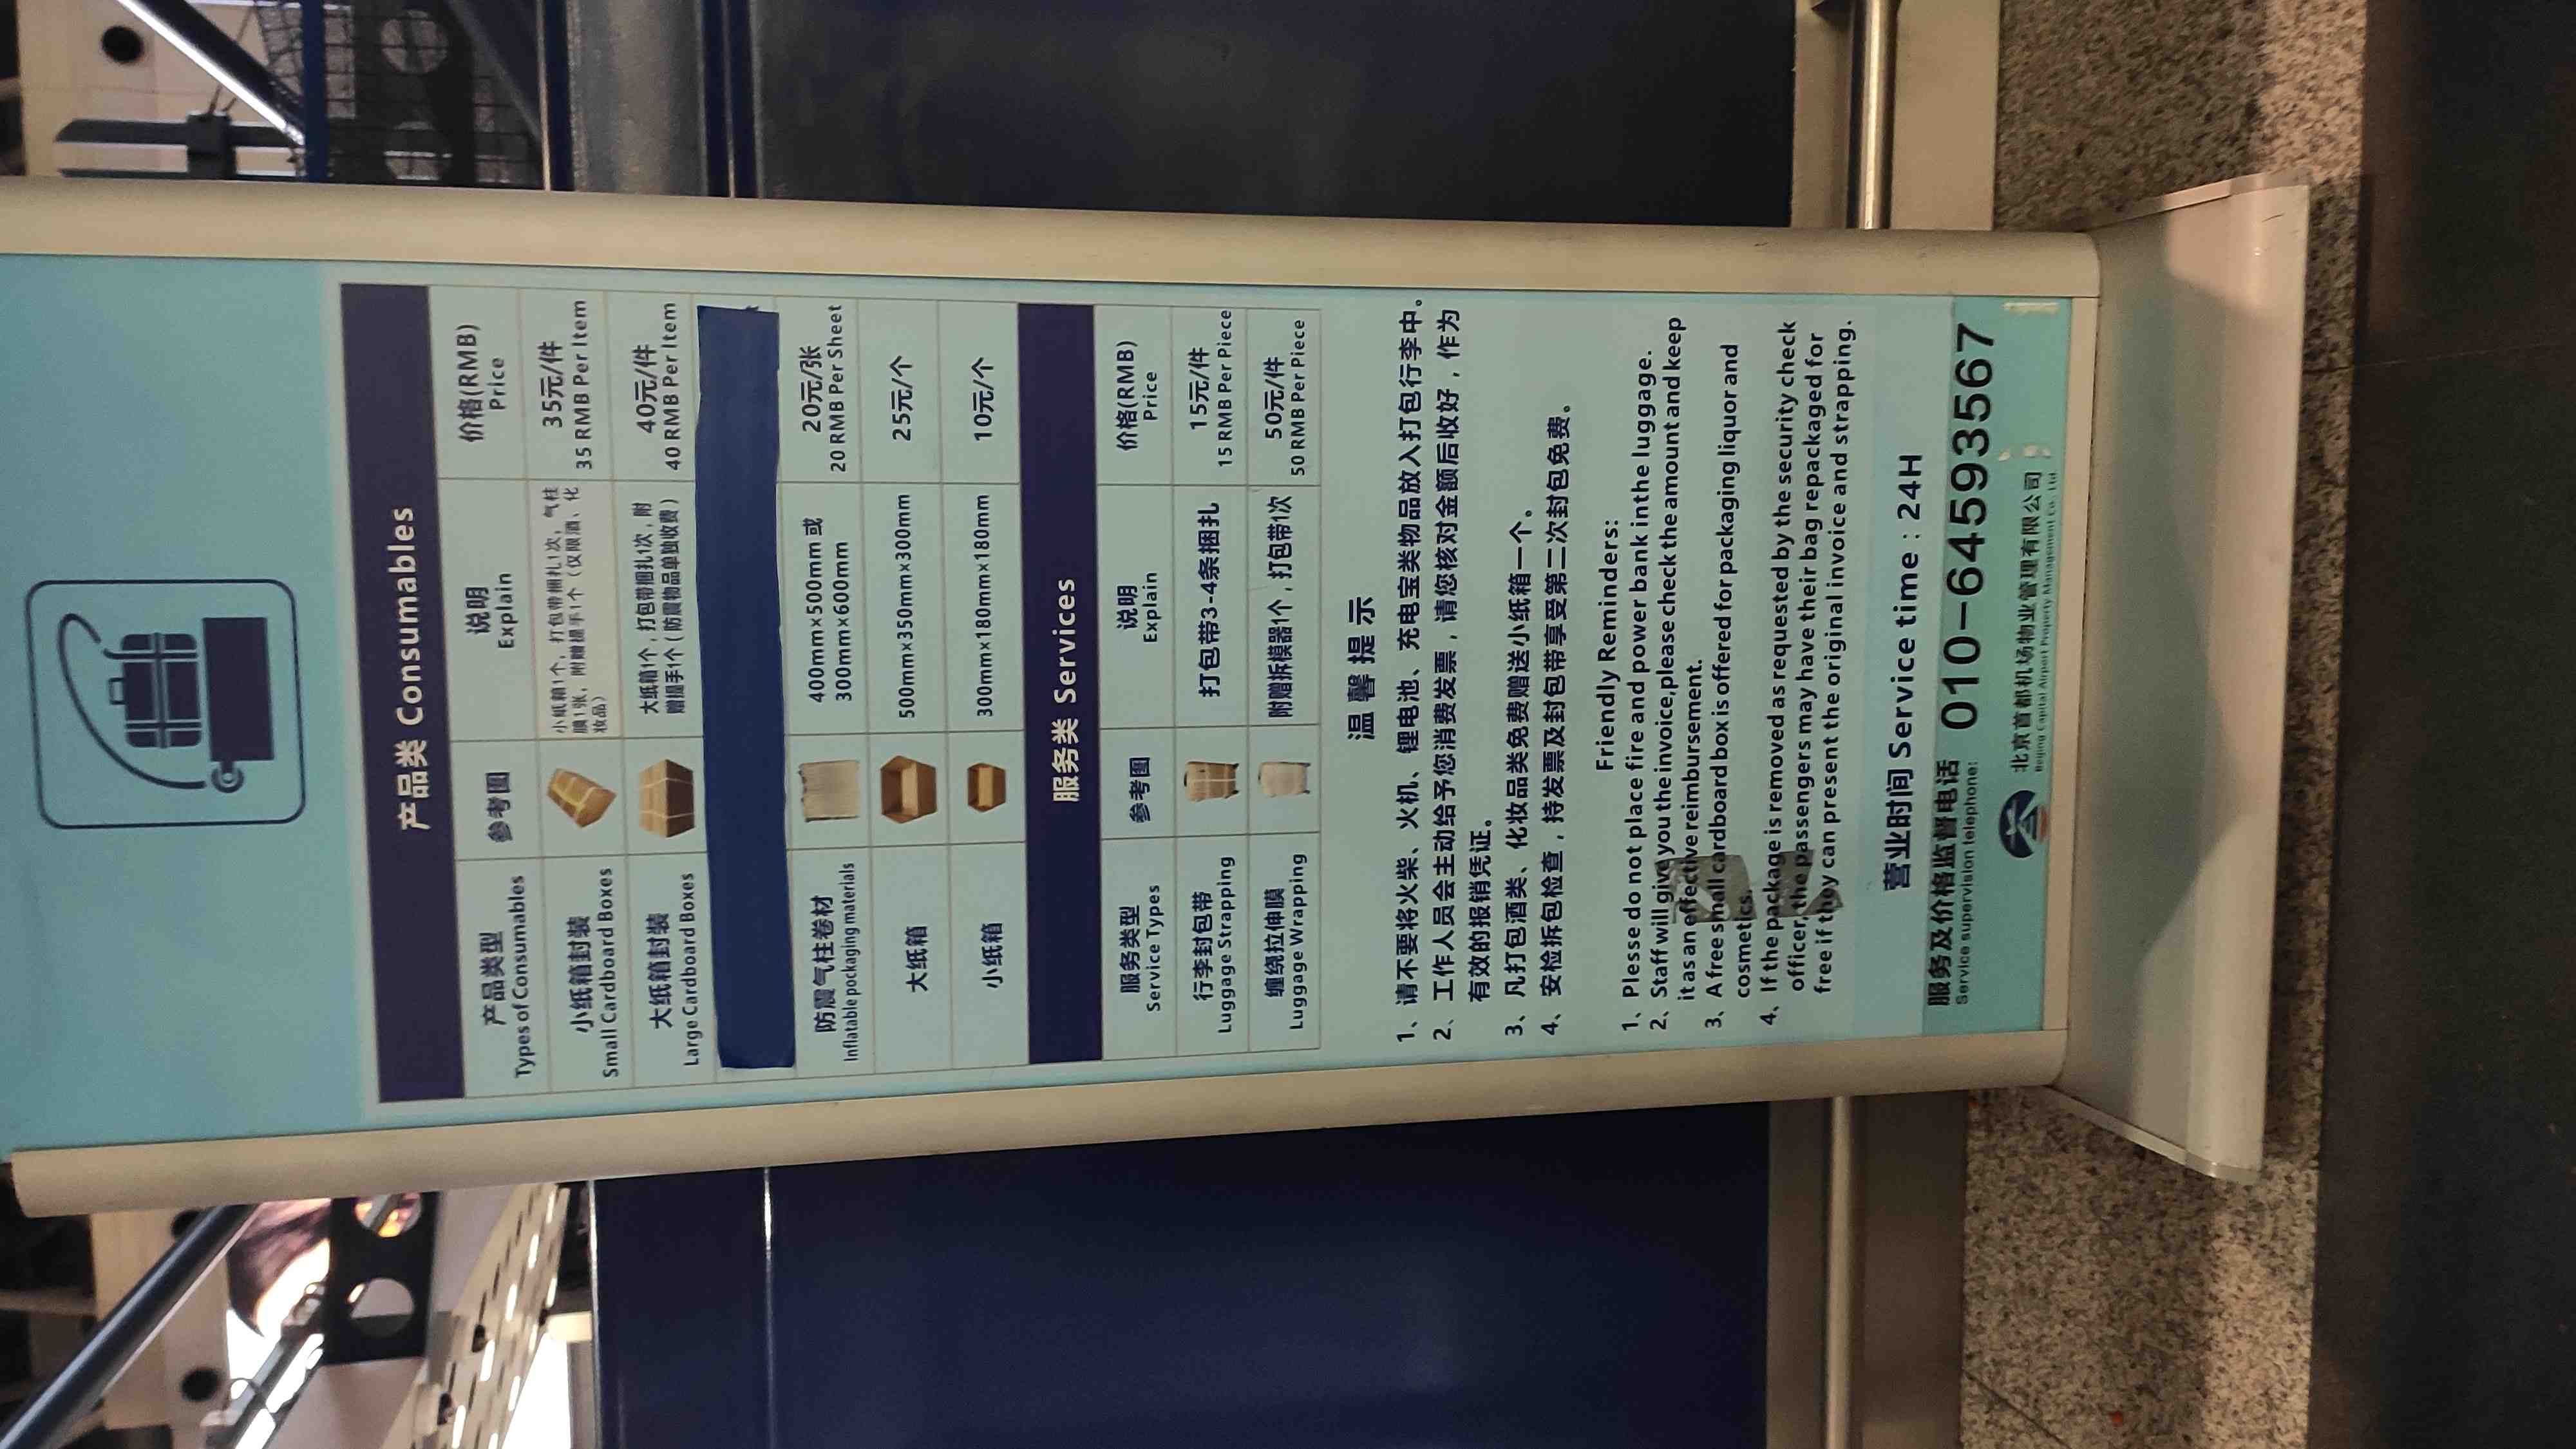 产品类 Consumables
产品类型
Types of Consumables
参考图
说明
Explain
价格(RMB)
Price
小纸箱封装
Small Cardboard Boxes
小纸箱1个，打包带捆扎1次，气柱
膜1张，附赠提手1个（仅限酒、化
妆品）
35元/件
35 RMB Per Item
大纸箱封装
Large Cardboard Boxes
大纸箱1个，打包带捆扎1次，附
赠提手1个（防震物品单独收费）
40元/件
40 RMB Per Item
防震气柱卷材
Inflatable pockaging materials
400mm×500mm 或
300mm×600mm
20元/张
20 RMB Per Sheet
大纸箱
500mm×350mm×300mm
25元/个
小纸箱
300mm×180mm×180mm
10元/个
服务类 Services
服务类型
Service Types
参考图
说明
Explain
价格(RMB)
Price
行李封包带
Luggage Strapping
打包带3-4条捆扎
15元/件
15 RMB Per Piece
缠绕拉伸膜
Luggage Wrapping
附赠拆模器1个，打包带1次
50元/件
50 RMB Per Piece
温馨提示
1、请不要将火柴、火机、锂电池、充电宝类物品放入打包行李中。
2、工作人员会主动给予您消费发票，请您核对金额后收好，作为
有效的报销凭证。
3、凡打包酒类、化妆品类免费赠送小纸箱一个。
4、安检拆包检查，持发票及封包带享受第二次封包免费。
Friendly Reminders:
1、Plesse do not place fire and power bank inthe luggage.
2、Staff will give you the invoice,please check the amount and keep
it as an effective reimbursement.
3、A free small cardboard box is offered for packaging liquor and
cosmetics.
4、If the package is removed as requested by the security check
officer, the passengers may have their bag repackaged for
free if they can present the original invoice and strapping.
营业时间 Service time : 24H
服务及价格监督电话
Service supervision telephone:
010-64593567
北京首都机场物业管理有限公司
Beijing Capital Airport Property Management Co., Ltd